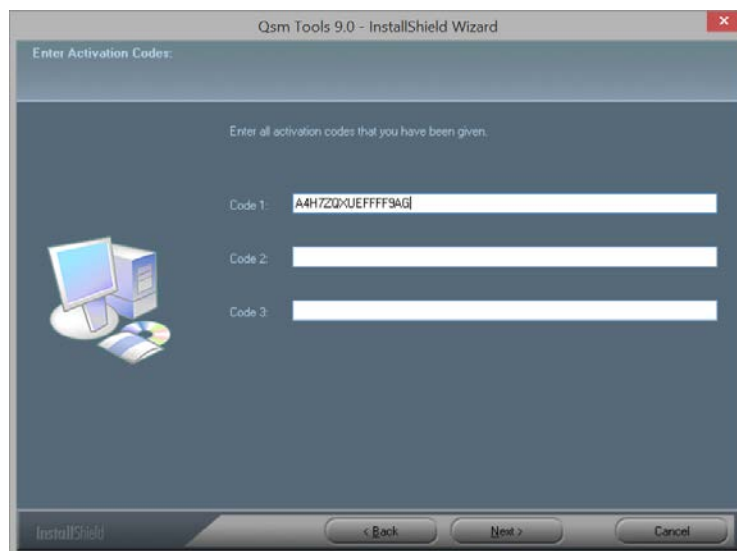 Qsm Tools 9.0 - InstallShield Wizard
Enter Activation Codes:
Enter all activation codes that you have been given.
Code 1: A4H7ZQXUEFFFF9AG
Code 2:
Code 3:
InstallShield
< Back Next > Cancel